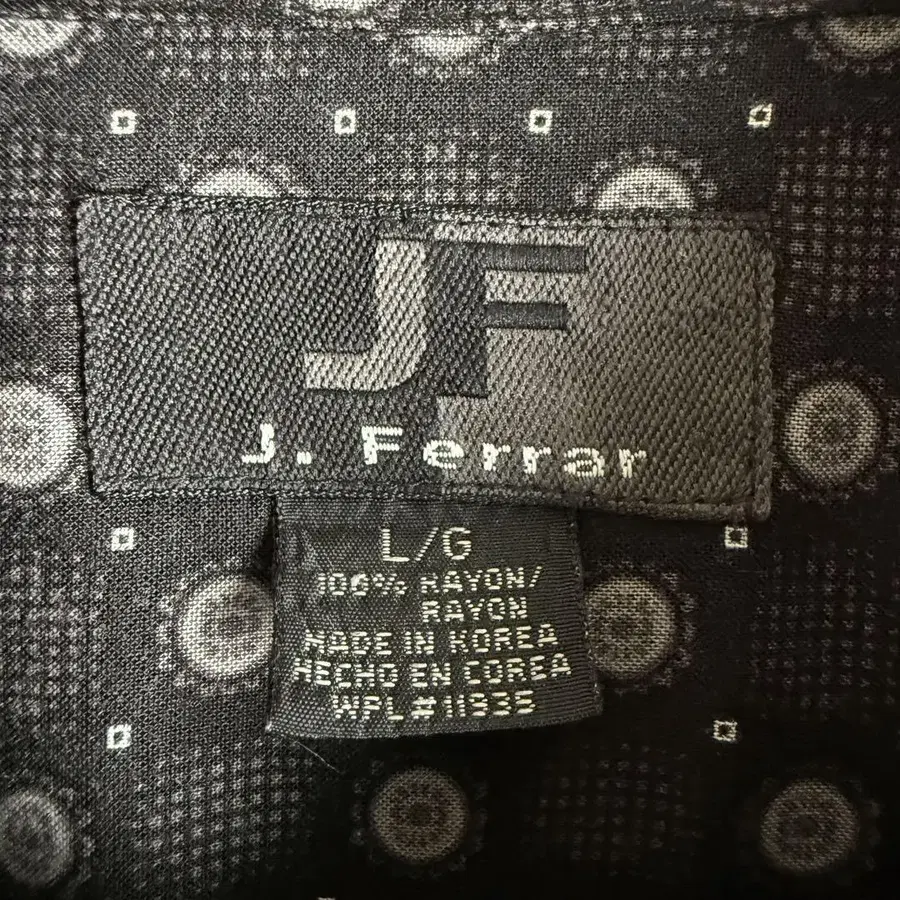 JF
J. Ferrar
L/G
100% RAYON/
RAYON
MADE IN KOREA
HECHO EN COREA
WPL # 11935